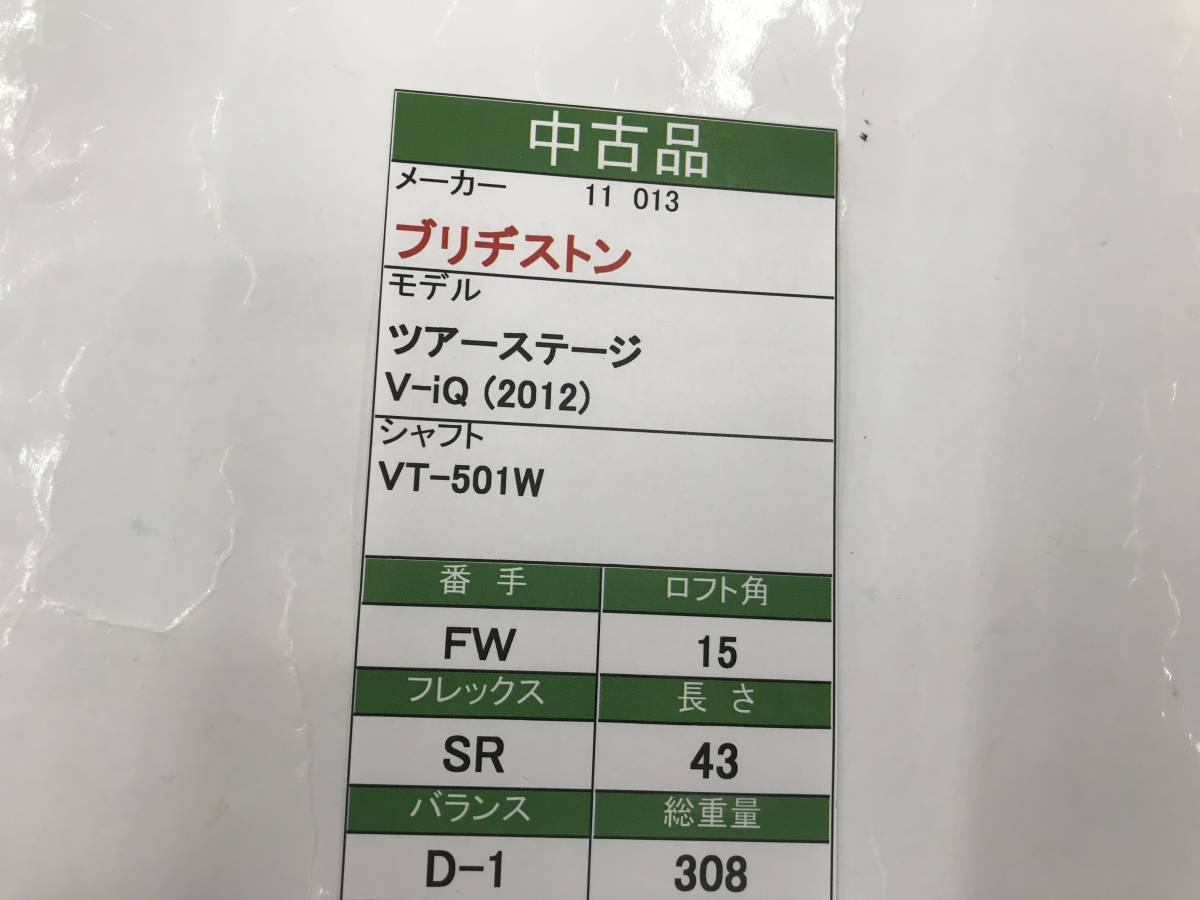 中古品
メーカー 11 013
ブリヂストン
モデル
ツアーステージ
V-iQ (2012)
シャフト
VT-501W
番 手 ロフト角
FW 15
フレックス 長 さ
SR 43
バランス 総重量
D-1 308